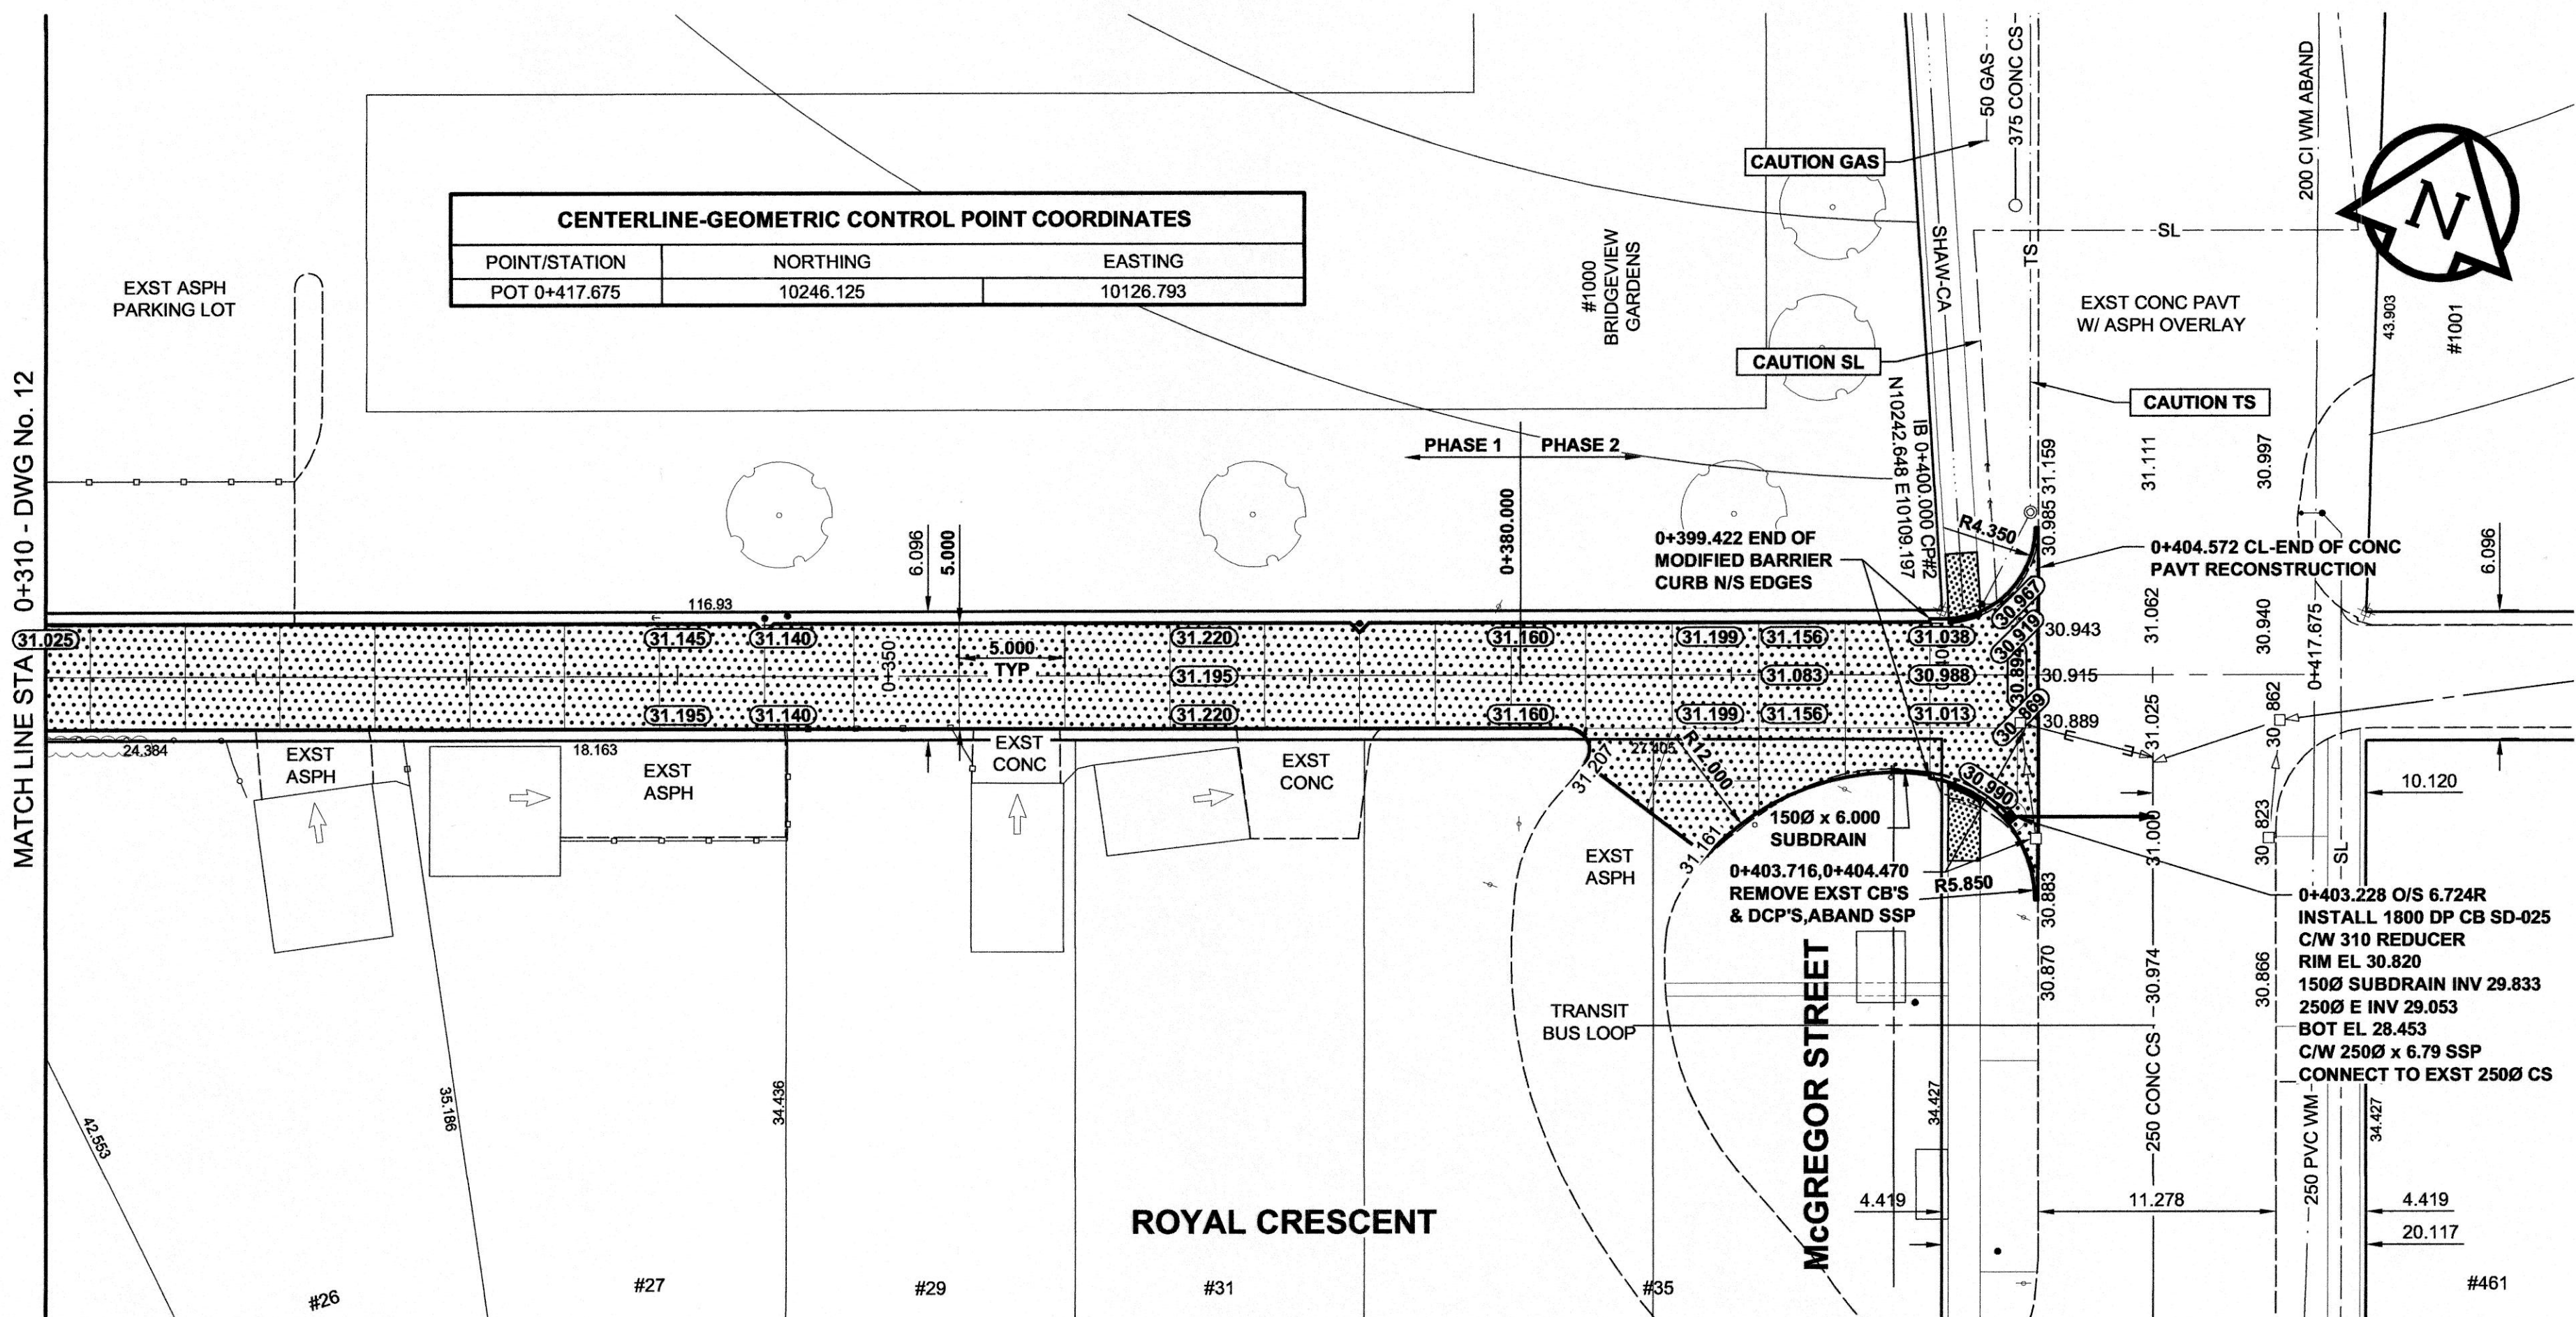 MATCH LINE STA 0+310 - DWG No. 12
EXST ASPH
PARKING LOT
CENTERLINE-GEOMETRIC CONTROL POINT COORDINATES
POINT/STATION NORTHING EASTING
POT 0+417.675 10246.125 10126.793
#1000
BRIDGEVIEW
GARDENS
CAUTION GAS
CAUTION SL
CAUTION TS
SHAW-CA
50 GAS
375 CONC CS
TS
SL
200 CI WM ABAND
N
EXST CONC PAVT
W/ ASPH OVERLAY
43.903
#1001
PHASE 1
PHASE 2
0+380.000
IB 0+400.000 CP#2
N10242.648 E10109.197
R4.350
30.985
31.159
31.111
30.997
0+399.422 END OF
MODIFIED BARRIER
CURB N/S EDGES
0+404.572 CL-END OF CONC
PAVT RECONSTRUCTION
6.096
5.000
6.096
116.93
31.025
31.145
31.140
31.220
31.160
31.199
31.156
31.038
30.967
30.919
30.943
31.062
30.940
0+417.675
0+350
5.000
TYP
31.195
31.083
30.988
30.894
30.915
31.195
31.140
31.220
31.160
31.199
31.156
31.013
30.869
30.889
31.025
30.862
24.384
18.163
27.405
EXST
ASPH
EXST
ASPH
EXST
CONC
EXST
CONC
31.207
R12.000
31.161
30.990
10.120
150Ø x 6.000
SUBDRAIN
31.000
30.823
SL
EXST
ASPH
0+403.716,0+404.470
REMOVE EXST CB'S
& DCP'S,ABAND SSP
R5.850
30.883
0+403.228 O/S 6.724R
INSTALL 1800 DP CB SD-025
C/W 310 REDUCER
RIM EL 30.820
150Ø SUBDRAIN INV 29.833
250Ø E INV 29.053
BOT EL 28.453
C/W 250Ø x 6.79 SSP
CONNECT TO EXST 250Ø CS
30.870
30.974
30.866
TRANSIT
BUS LOOP
McGREGOR STREET
250 CONC CS
250 PVC WM
42.553
35.186
34.436
34.427
34.427
4.419
11.278
4.419
20.117
ROYAL CRESCENT
#26
#27
#29
#31
#35
#461